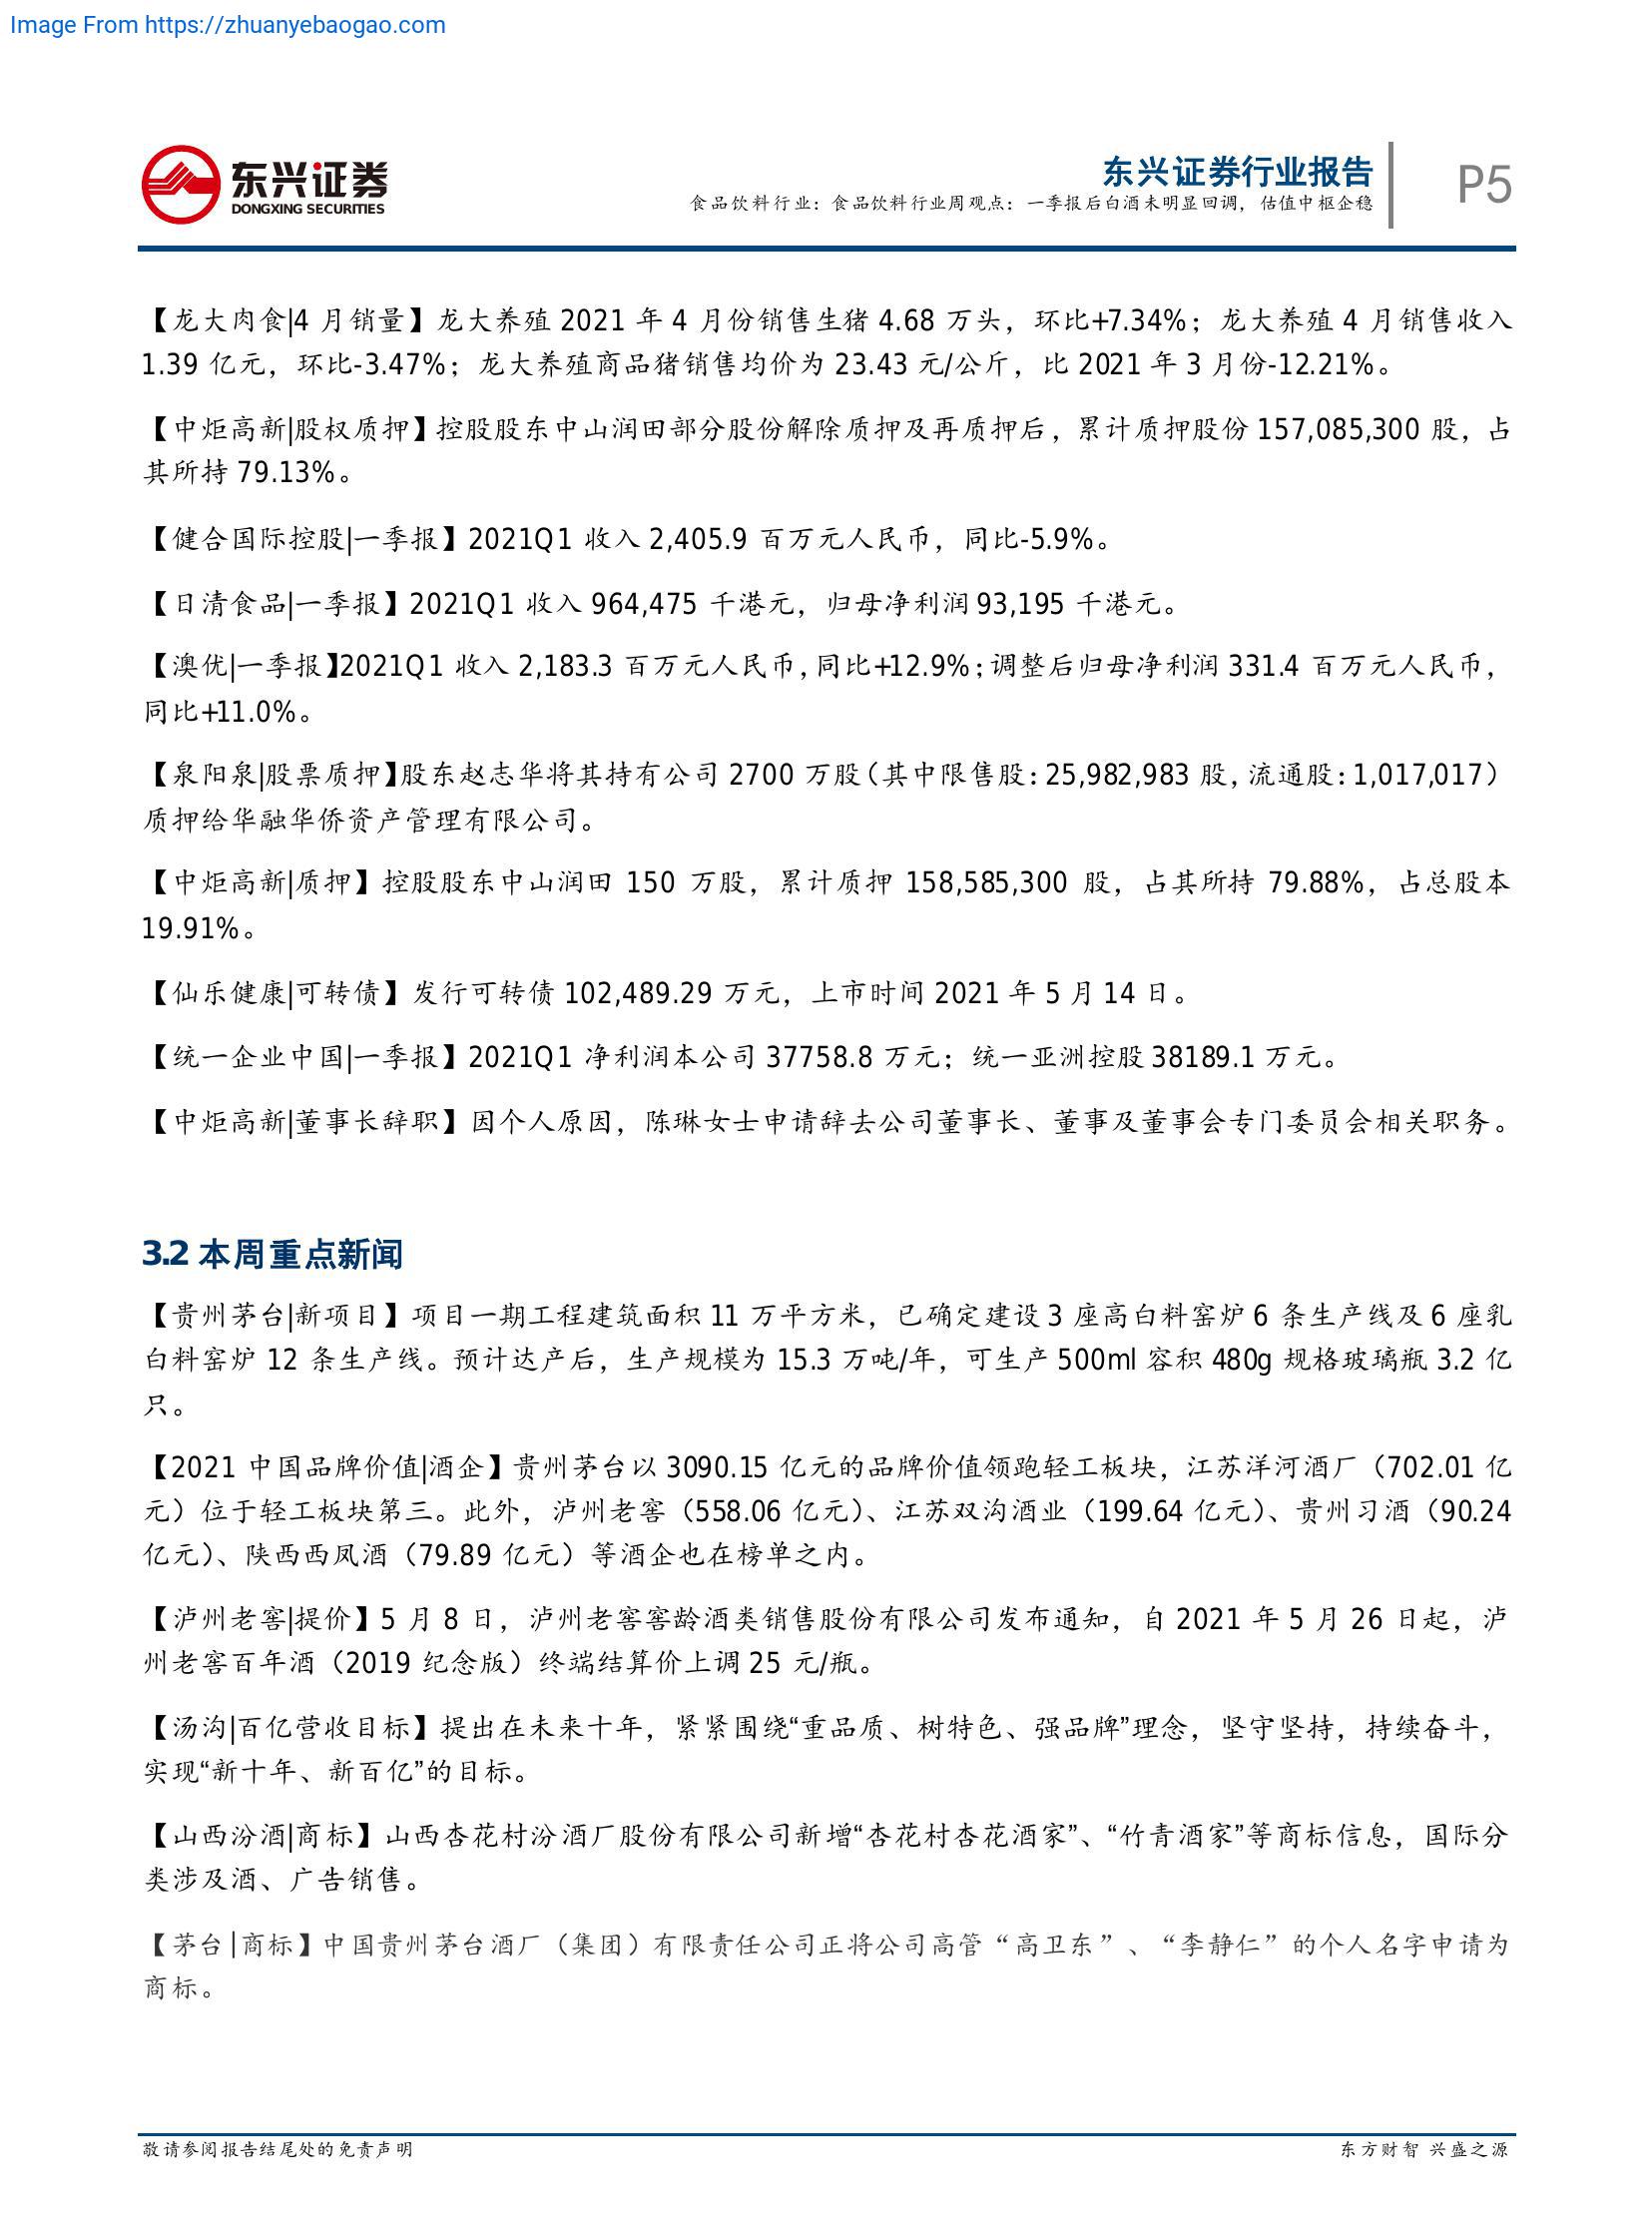 Image From https://zhuanyebaogao.com
东兴证券
DONGXING SECURITIES
东兴证券行业报告
食品饮料行业：食品饮料行业周观点：一季报后白酒未明显回调，估值中枢企稳
P5
【龙大肉食|4 月销量】龙大养殖 2021 年 4 月份销售生猪 4.68 万头，环比+7.34%；龙大养殖 4 月销售收入
1.39 亿元，环比-3.47%；龙大养殖商品猪销售均价为 23.43 元/公斤，比 2021 年 3 月份-12.21%。
【中炬高新|股权质押】控股股东中山润田部分股份解除质押及再质押后，累计质押股份 157,085,300 股，占
其所持 79.13%。
【健合国际控股|一季报】2021Q1 收入 2,405.9 百万元人民币，同比-5.9%。
【日清食品|一季报】2021Q1 收入 964,475 千港元，归母净利润 93,195 千港元。
【澳优|一季报】2021Q1 收入 2,183.3 百万元人民币，同比+12.9%；调整后归母净利润 331.4 百万元人民币，
同比+11.0%。
【泉阳泉|股票质押】股东赵志华将其持有公司 2700 万股（其中限售股：25,982,983 股，流通股：1,017,017）
质押给华融华侨资产管理有限公司。
【中炬高新|质押】控股股东中山润田 150 万股，累计质押 158,585,300 股，占其所持 79.88%，占总股本
19.91%。
【仙乐健康|可转债】发行可转债 102,489.29 万元，上市时间 2021 年 5 月 14 日。
【统一企业中国|一季报】2021Q1 净利润本公司 37758.8 万元；统一亚洲控股 38189.1 万元。
【中炬高新|董事长辞职】因个人原因，陈琳女士申请辞去公司董事长、董事及董事会专门委员会相关职务。
3.2 本周重点新闻
【贵州茅台|新项目】项目一期工程建筑面积 11 万平方米，已确定建设 3 座高白料窑炉 6 条生产线及 6 座乳
白料窑炉 12 条生产线。预计达产后，生产规模为 15.3 万吨/年，可生产 500ml 容积 480g 规格玻璃瓶 3.2 亿
只。
【2021 中国品牌价值|酒企】贵州茅台以 3090.15 亿元的品牌价值领跑轻工板块，江苏洋河酒厂（702.01 亿
元）位于轻工板块第三。此外，泸州老窖（558.06 亿元）、江苏双沟酒业（199.64 亿元）、贵州习酒（90.24
亿元）、陕西西凤酒（79.89 亿元）等酒企也在榜单之内。
【泸州老窖|提价】5 月 8 日，泸州老窖窖龄酒类销售股份有限公司发布通知，自 2021 年 5 月 26 日起，泸
州老窖百年酒（2019 纪念版）终端结算价上调 25 元/瓶。
【汤沟|百亿营收目标】提出在未来十年，紧紧围绕“重品质、树特色、强品牌”理念，坚守坚持，持续奋斗，
实现“新十年、新百亿”的目标。
【山西汾酒|商标】山西杏花村汾酒厂股份有限公司新增“杏花村杏花酒家”、“竹青酒家”等商标信息，国际分
类涉及酒、广告销售。
【茅台|商标】中国贵州茅台酒厂（集团）有限责任公司正将公司高管“高卫东”、“李静仁”的个人名字申请为
商标。
敬请参阅报告结尾处的免责声明
东方财智 兴盛之源